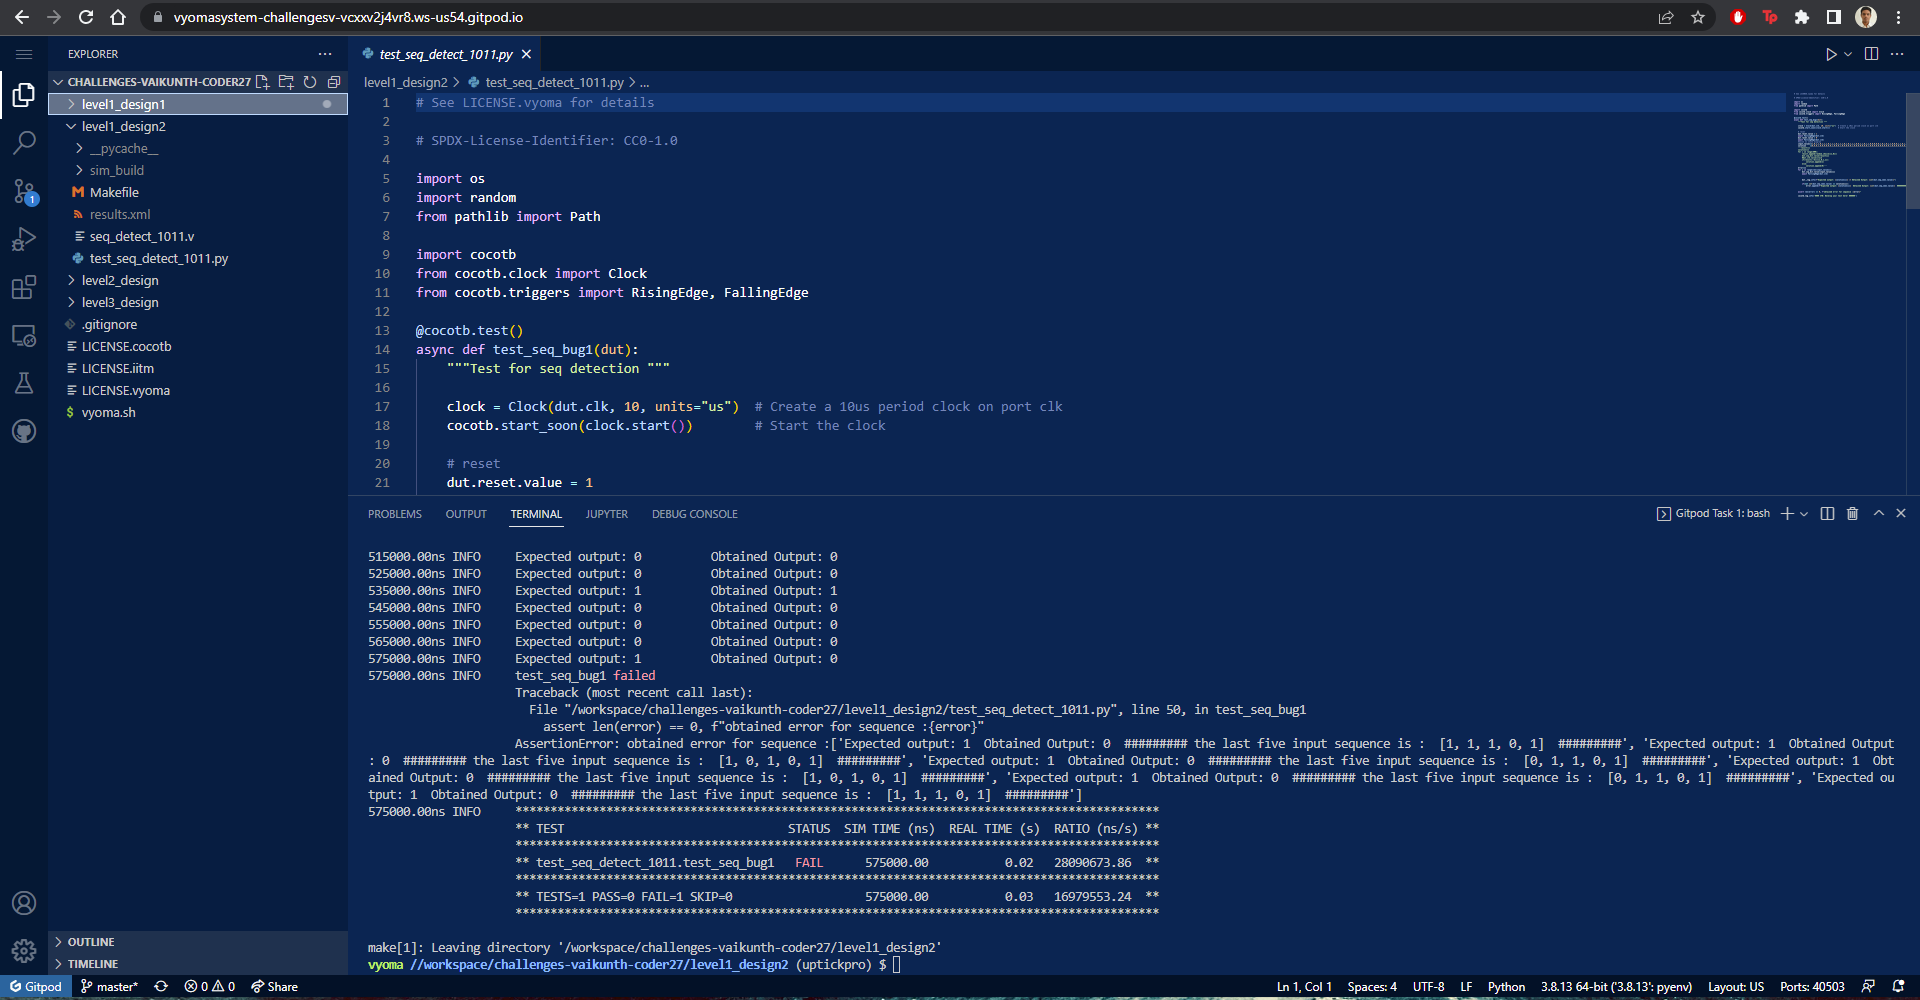 vyomasystem-challengesv-vcxxv2j4vr8.ws-us54.gitpod.io
Tp
EXPLORER
CHALLENGES-VAIKUNTH-CODER27
level1_design1
level1_design2
__pycache__
sim_build
Makefile
results.xml
seq_detect_1011.v
test_seq_detect_1011.py
level2_design
level3_design
.gitignore
LICENSE.cocotb
LICENSE.iitm
LICENSE.vyoma
vyoma.sh
OUTLINE
TIMELINE
1
test_seq_detect_1011.py
level1_design2 > test_seq_detect_1011.py > ...
1 # See LICENSE.vyoma for details
2
3 # SPDX-License-Identifier: CC0-1.0
4
5 import os
6 import random
7 from pathlib import Path
8
9 import cocotb
10 from cocotb.clock import Clock
11 from cocotb.triggers import RisingEdge, FallingEdge
12
13 @cocotb.test()
14 async def test_seq_bug1(dut):
15 """Test for seq detection """
16
17 clock = Clock(dut.clk, 10, units="us")  # Create a 10us period clock on port clk
18 cocotb.start_soon(clock.start())        # Start the clock
19
20 # reset
21 dut.reset.value = 1
PROBLEMS OUTPUT TERMINAL JUPYTER DEBUG CONSOLE
Gitpod Task 1: bash
515000.00ns INFO Expected output: 0 Obtained Output: 0
525000.00ns INFO Expected output: 0 Obtained Output: 0
535000.00ns INFO Expected output: 1 Obtained Output: 1
545000.00ns INFO Expected output: 0 Obtained Output: 0
555000.00ns INFO Expected output: 0 Obtained Output: 0
565000.00ns INFO Expected output: 0 Obtained Output: 0
575000.00ns INFO Expected output: 1 Obtained Output: 0
575000.00ns INFO test_seq_bug1 failed
Traceback (most recent call last):
File "/workspace/challenges-vaikunth-coder27/level1_design2/test_seq_detect_1011.py", line 50, in test_seq_bug1
assert len(error) == 0, f"obtained error for sequence :{error}"
AssertionError: obtained error for sequence :['Expected output: 1  Obtained Output: 0  ######### the last five input sequence is :  [1, 1, 1, 0, 1]  #########', 'Expected output: 1  Obtained Output
: 0  ######### the last five input sequence is :  [1, 0, 1, 0, 1]  #########', 'Expected output: 1  Obtained Output: 0  ######### the last five input sequence is :  [0, 1, 1, 0, 1]  #########', 'Expected output: 1  Obt
ained Output: 0  ######### the last five input sequence is :  [1, 0, 1, 0, 1]  #########', 'Expected output: 1  Obtained Output: 0  ######### the last five input sequence is :  [0, 1, 1, 0, 1]  #########', 'Expected ou
tput: 1  Obtained Output: 0  ######### the last five input sequence is :  [1, 1, 1, 0, 1]  #########']
575000.00ns INFO ********************************************************************************************
** TEST STATUS SIM TIME (ns) REAL TIME (s) RATIO (ns/s) **
********************************************************************************************
** test_seq_detect_1011.test_seq_bug1 FAIL 575000.00 0.02 28090673.86 **
********************************************************************************************
** TESTS=1 PASS=0 FAIL=1 SKIP=0 575000.00 0.03 16979553.24 **
********************************************************************************************
make[1]: Leaving directory '/workspace/challenges-vaikunth-coder27/level1_design2'
vyoma //workspace/challenges-vaikunth-coder27/level1_design2 (uptickpro) $
Gitpod master* 0 0 Share Ln 1, Col 1 Spaces: 4 UTF-8 LF Python 3.8.13 64-bit ('3.8.13': pyenv) Layout: US Ports: 40503